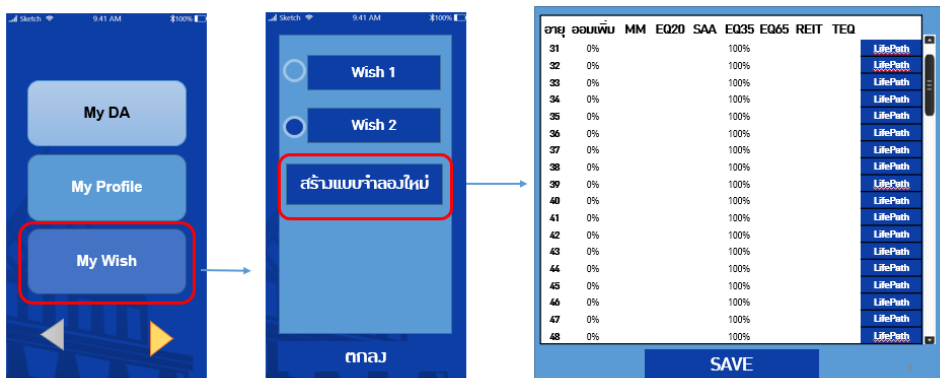 Sketch 9:41 AM 100%
My DA
My Profile
My Wish
Sketch 9:41 AM 100%
Wish 1
Wish 2
สร้างแบบจำลองใหม่
ตกลง
อายุ ออมเพิ่ม MM EQ20 SAA EQ35 EQ65 REIT TEQ
31 0% 100% LifePath
32 0% 100% LifePath
33 0% 100% LifePath
34 0% 100% LifePath
35 0% 100% LifePath
36 0% 100% LifePath
37 0% 100% LifePath
38 0% 100% LifePath
39 0% 100% LifePath
40 0% 100% LifePath
41 0% 100% LifePath
42 0% 100% LifePath
43 0% 100% LifePath
44 0% 100% LifePath
45 0% 100% LifePath
46 0% 100% LifePath
47 0% 100% LifePath
48 0% 100% LifePath
SAVE